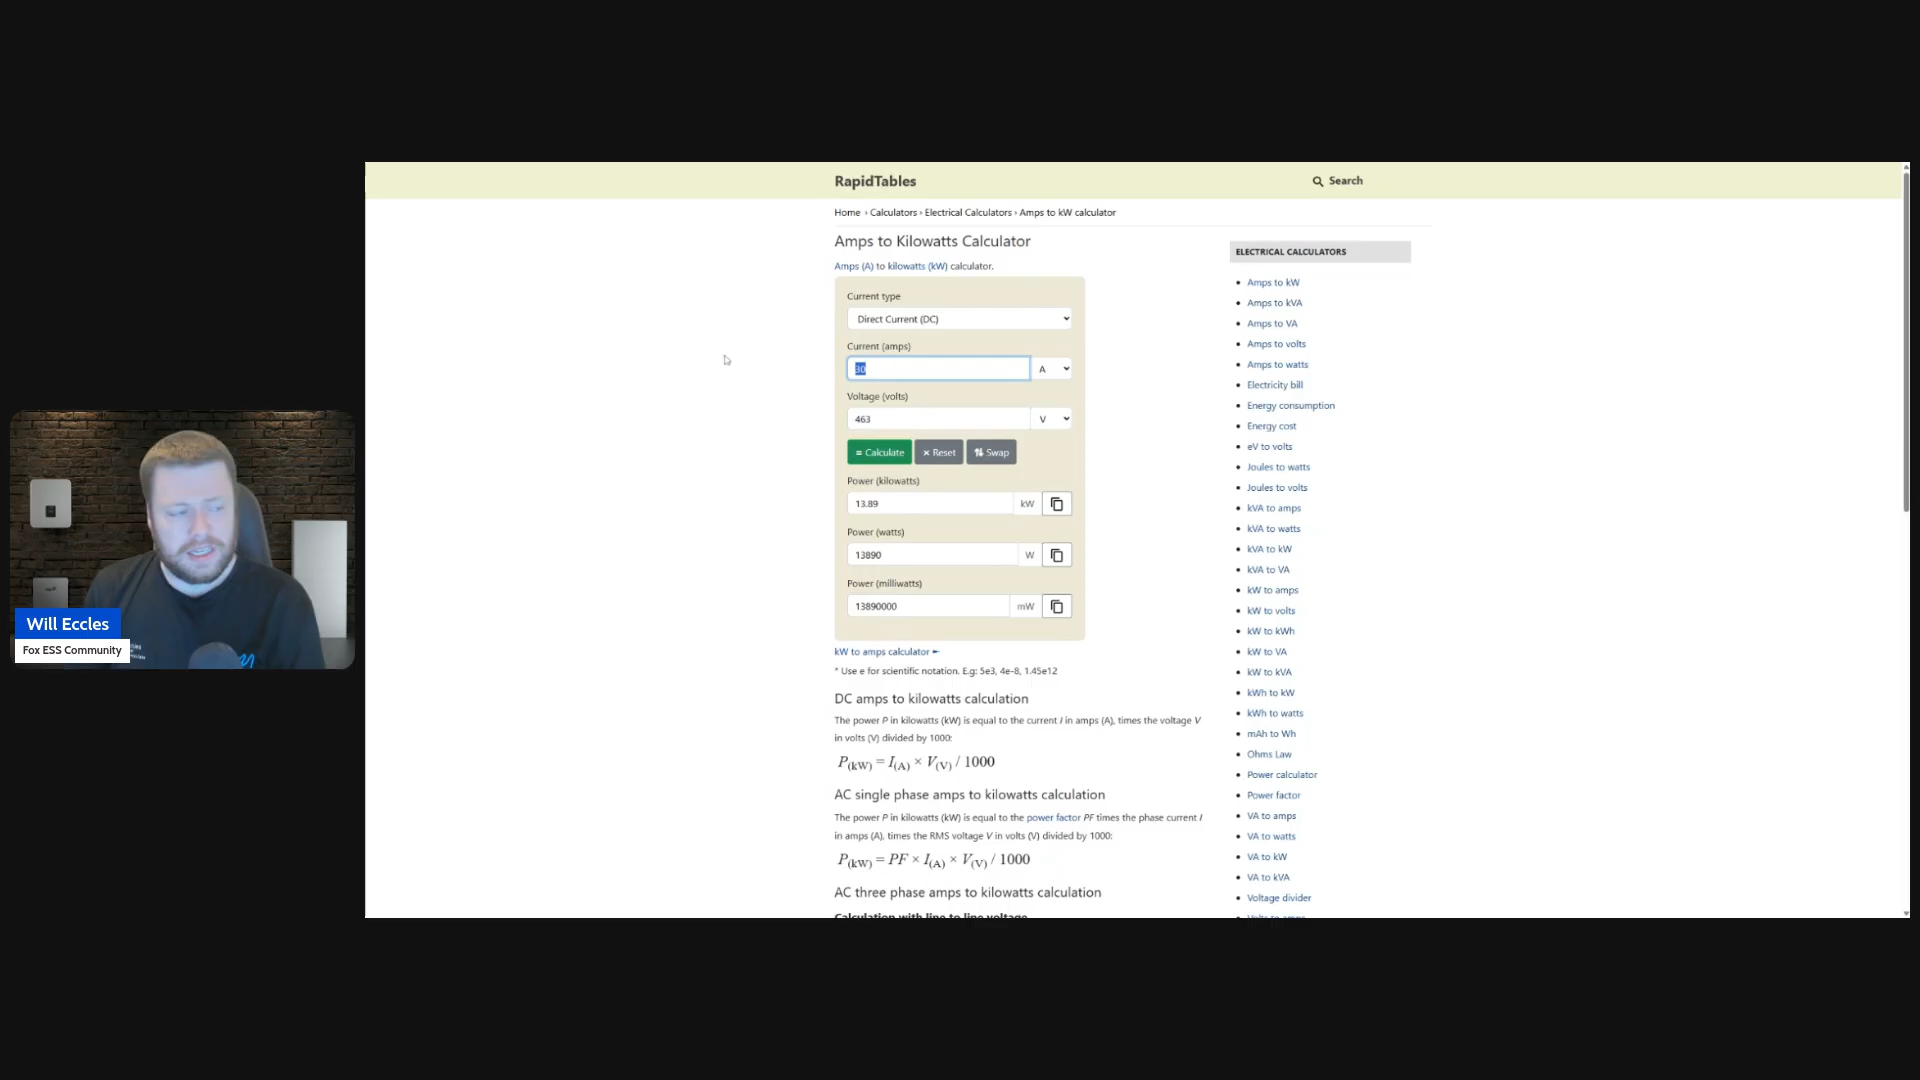 RapidTables
Search
Home › Calculators › Electrical Calculators › Amps to kW calculator
Amps to Kilowatts Calculator
Amps (A) to kilowatts (kW) calculator.
Current type
Direct Current (DC)
Current (amps)
30
A
Voltage (volts)
463
V
= Calculate
× Reset
Swap
Power (kilowatts)
13.89
kW
Power (watts)
13890
W
Power (milliwatts)
13890000
mW
kW to amps calculator ►
* Use e for scientific notation. E.g: 5e3, 4e-8, 1.45e12
DC amps to kilowatts calculation
The power P in kilowatts (kW) is equal to the current I in amps (A), times the voltage V
in volts (V) divided by 1000:
P(kW) = I(A) × V(V) / 1000
AC single phase amps to kilowatts calculation
The power P in kilowatts (kW) is equal to the power factor PF times the phase current I
in amps (A), times the RMS voltage V in volts (V) divided by 1000:
P(kW) = PF × I(A) × V(V) / 1000
AC three phase amps to kilowatts calculation
Calculation with line to line voltage
ELECTRICAL CALCULATORS
Amps to kW
Amps to kVA
Amps to VA
Amps to volts
Amps to watts
Electricity bill
Energy consumption
Energy cost
eV to volts
Joules to watts
Joules to volts
kVA to amps
kVA to watts
kVA to kW
kVA to VA
kW to amps
kW to volts
kW to kWh
kW to VA
kW to kVA
kWh to kW
kWh to watts
mAh to Wh
Ohms Law
Power calculator
Power factor
VA to amps
VA to watts
VA to kW
VA to kVA
Voltage divider
Volts to amps
Will Eccles
Fox ESS Community